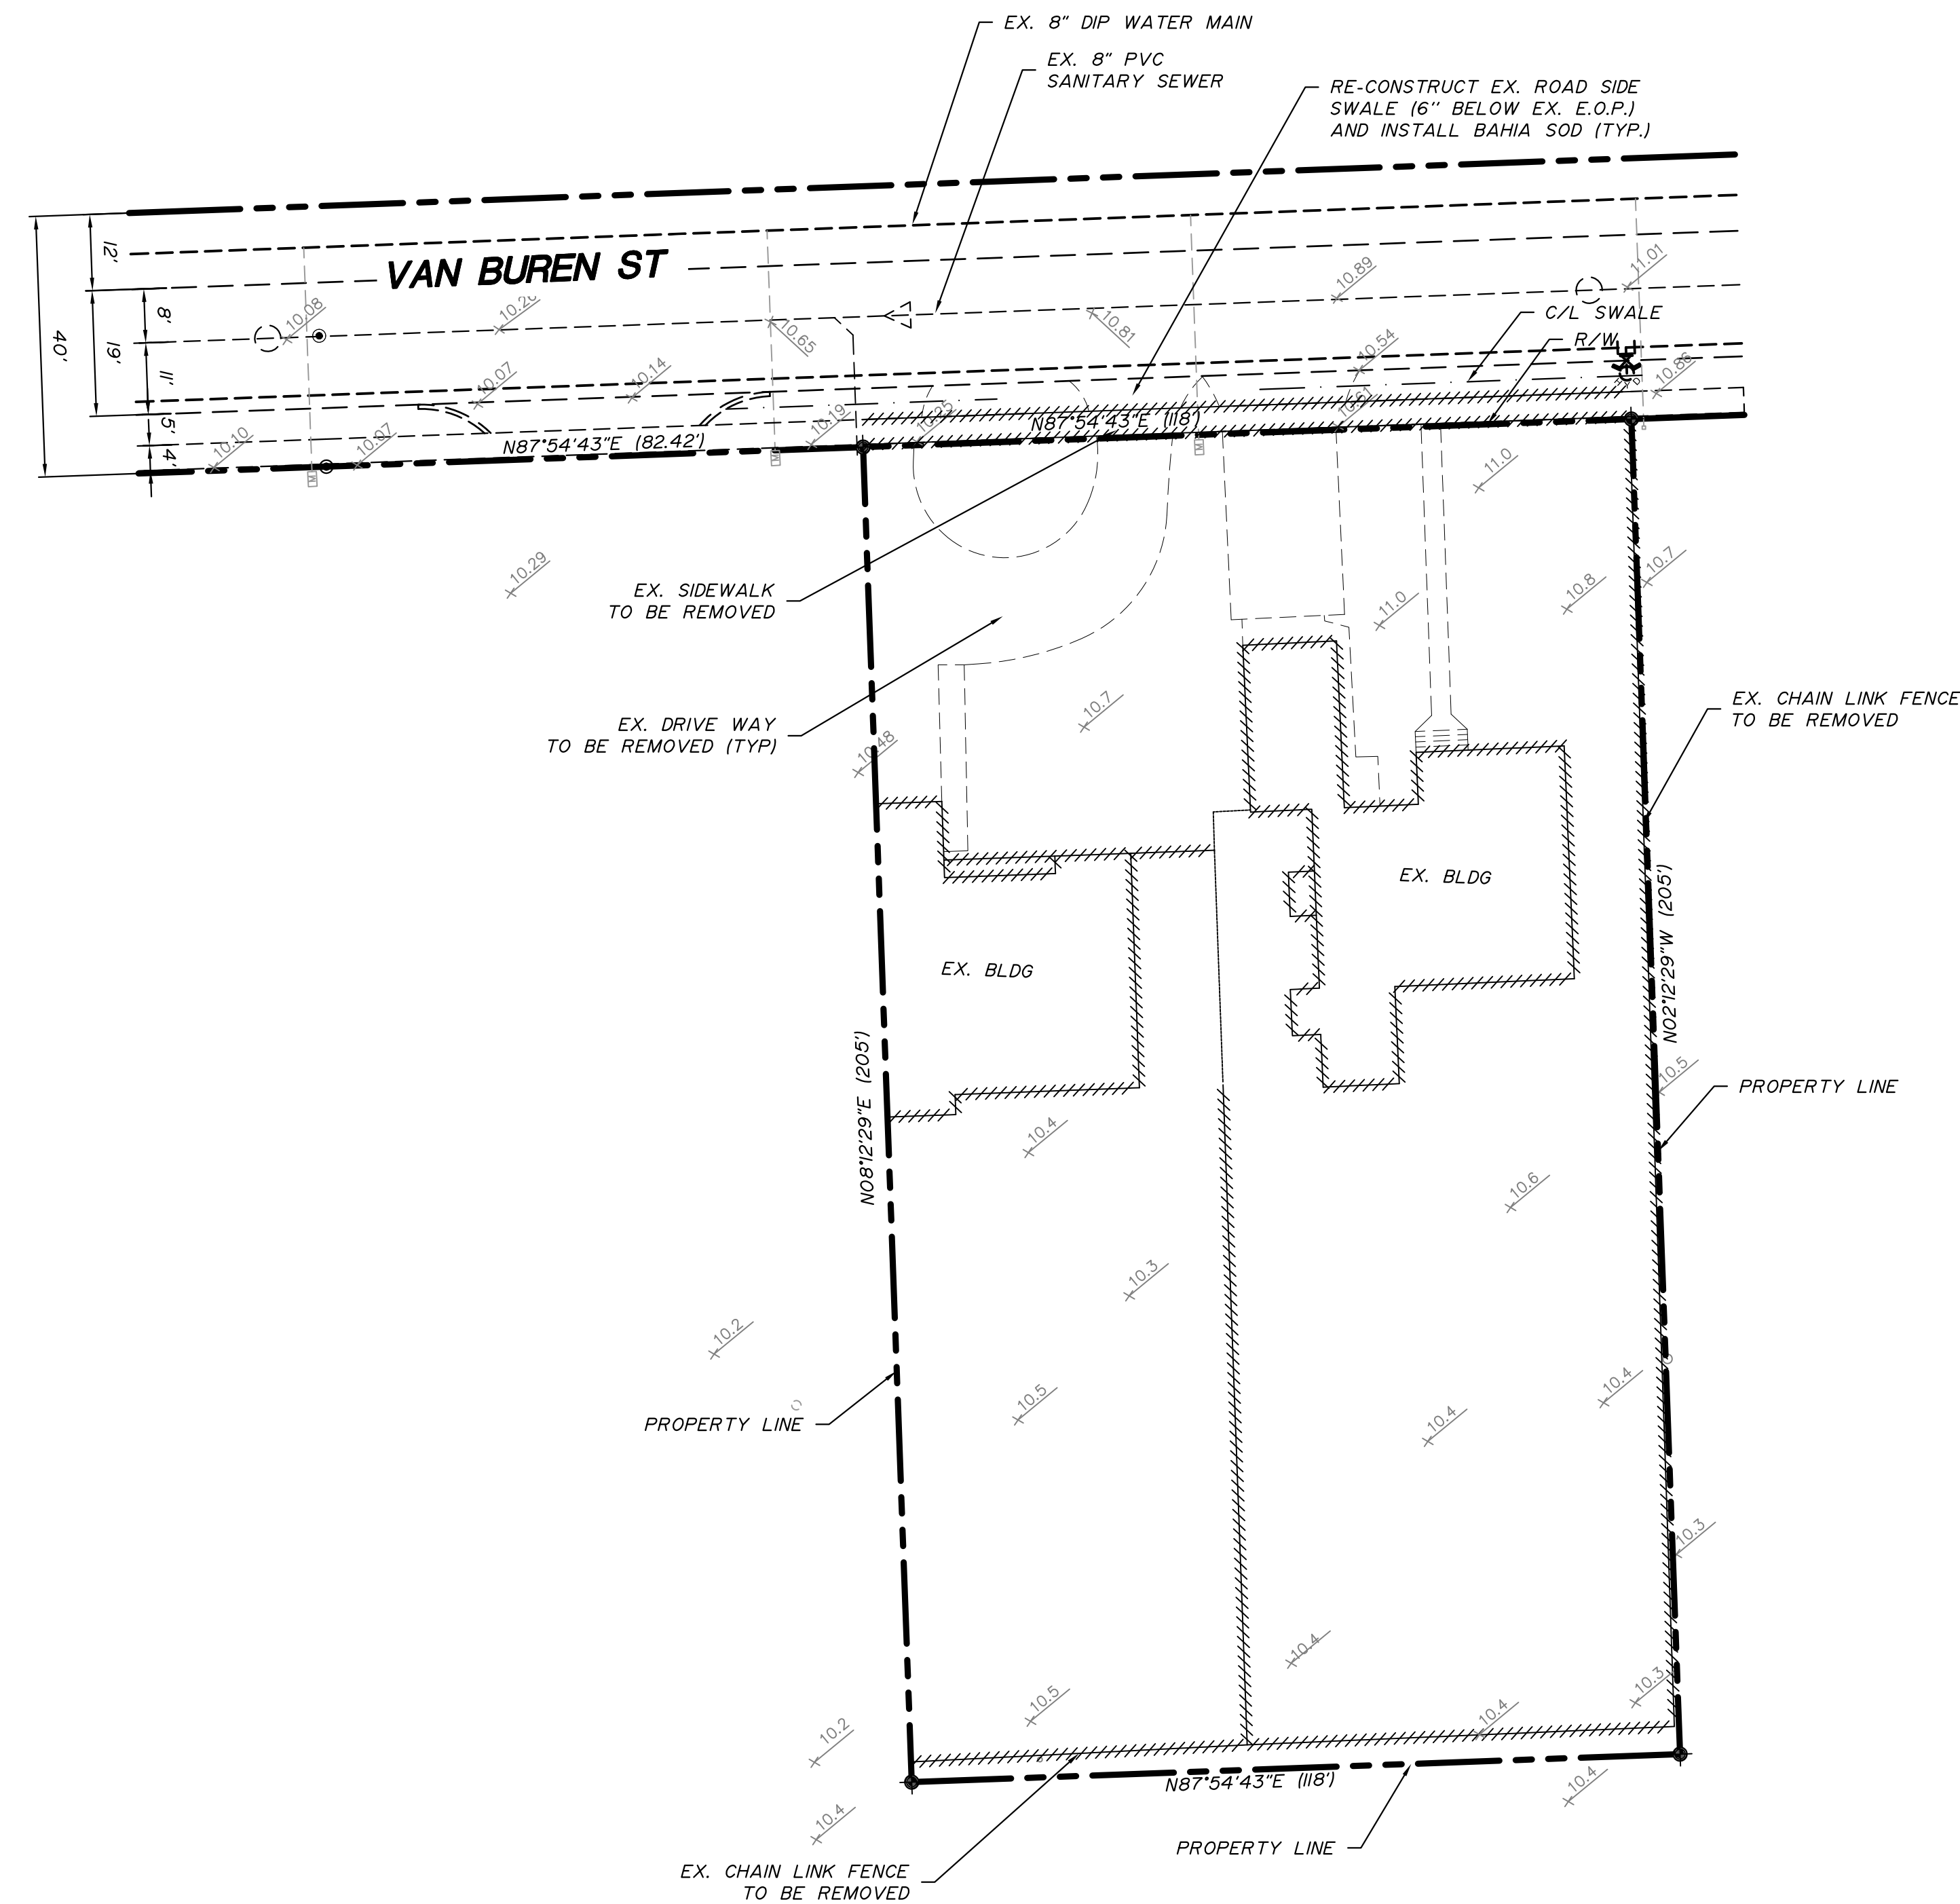 EX. 8" DIP WATER MAIN
EX. 8" PVC
SANITARY SEWER
RE-CONSTRUCT EX. ROAD SIDE
SWALE (6'' BELOW EX. E.O.P.)
AND INSTALL BAHIA SOD (TYP.)
VAN BUREN ST
12'
8'
19'
40'
11'
5'
4'
10.08
10.65
10.81
10.89
11.01
C/L SWALE
R/W
10.54
10.86
10.07
10.14
10.19
10.25
10.61
10.10
10.07
N87°54'43"E (82.42')
N87°54'43"E (118')
11.0
10.29
EX. SIDEWALK
TO BE REMOVED
11.0
10.8
10.7
EX. DRIVE WAY
TO BE REMOVED (TYP)
10.7
10.48
EX. CHAIN LINK FENCE
TO BE REMOVED
EX. BLDG
EX. BLDG
N02°12'29"W (205')
N08°12'29"E (205')
10.5
PROPERTY LINE
10.4
10.6
10.3
10.2
10.5
10.4
10.4
PROPERTY LINE
10.3
10.4
10.3
10.5
10.4
10.2
N87°54'43"E (118')
10.4
10.4
PROPERTY LINE
EX. CHAIN LINK FENCE
TO BE REMOVED